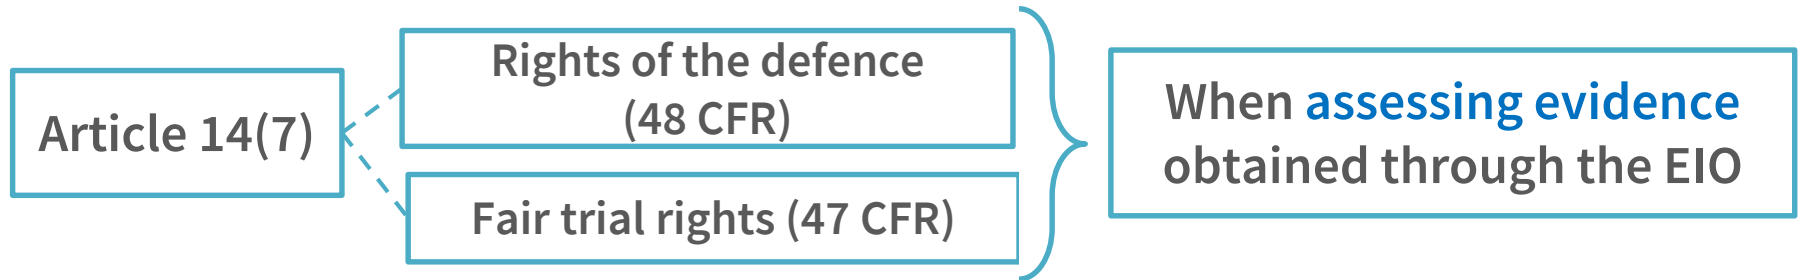 Article 14(7)
Rights of the defence
(48 CFR)
Fair trial rights (47 CFR)
When assessing evidence
obtained through the EIO